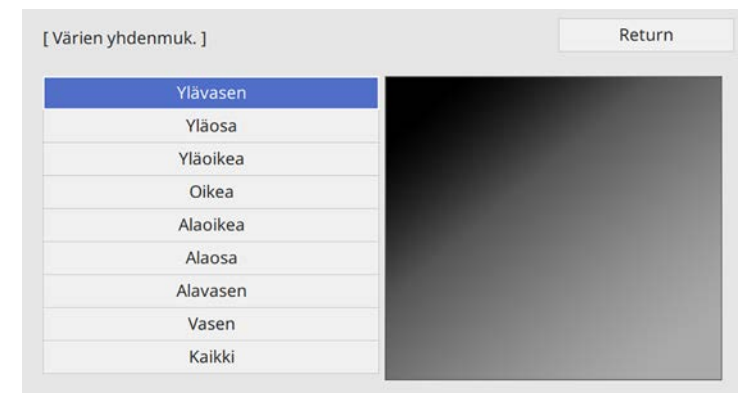 [ Värien yhdenmuk. ]
Return
Ylävasen
Yläosa
Yläoikea
Oikea
Alaoikea
Alaosa
Alavasen
Vasen
Kaikki